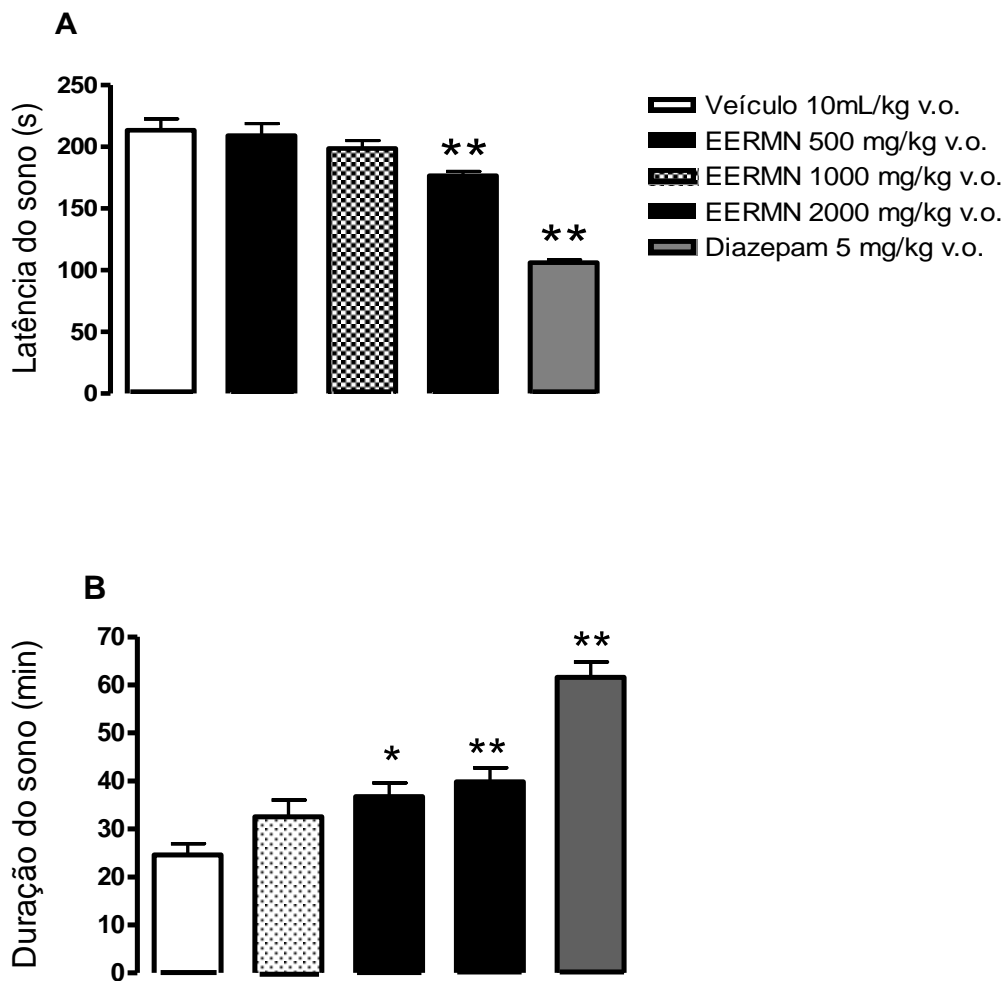 A
Latência do sono (s)
250
200
150
100
50
0
**
**
Veículo 10mL/kg v.o.
EERMN 500 mg/kg v.o.
EERMN 1000 mg/kg v.o.
EERMN 2000 mg/kg v.o.
Diazepam 5 mg/kg v.o.
B
Duração do sono (min)
70
60
50
40
30
20
10
0
*
**
**